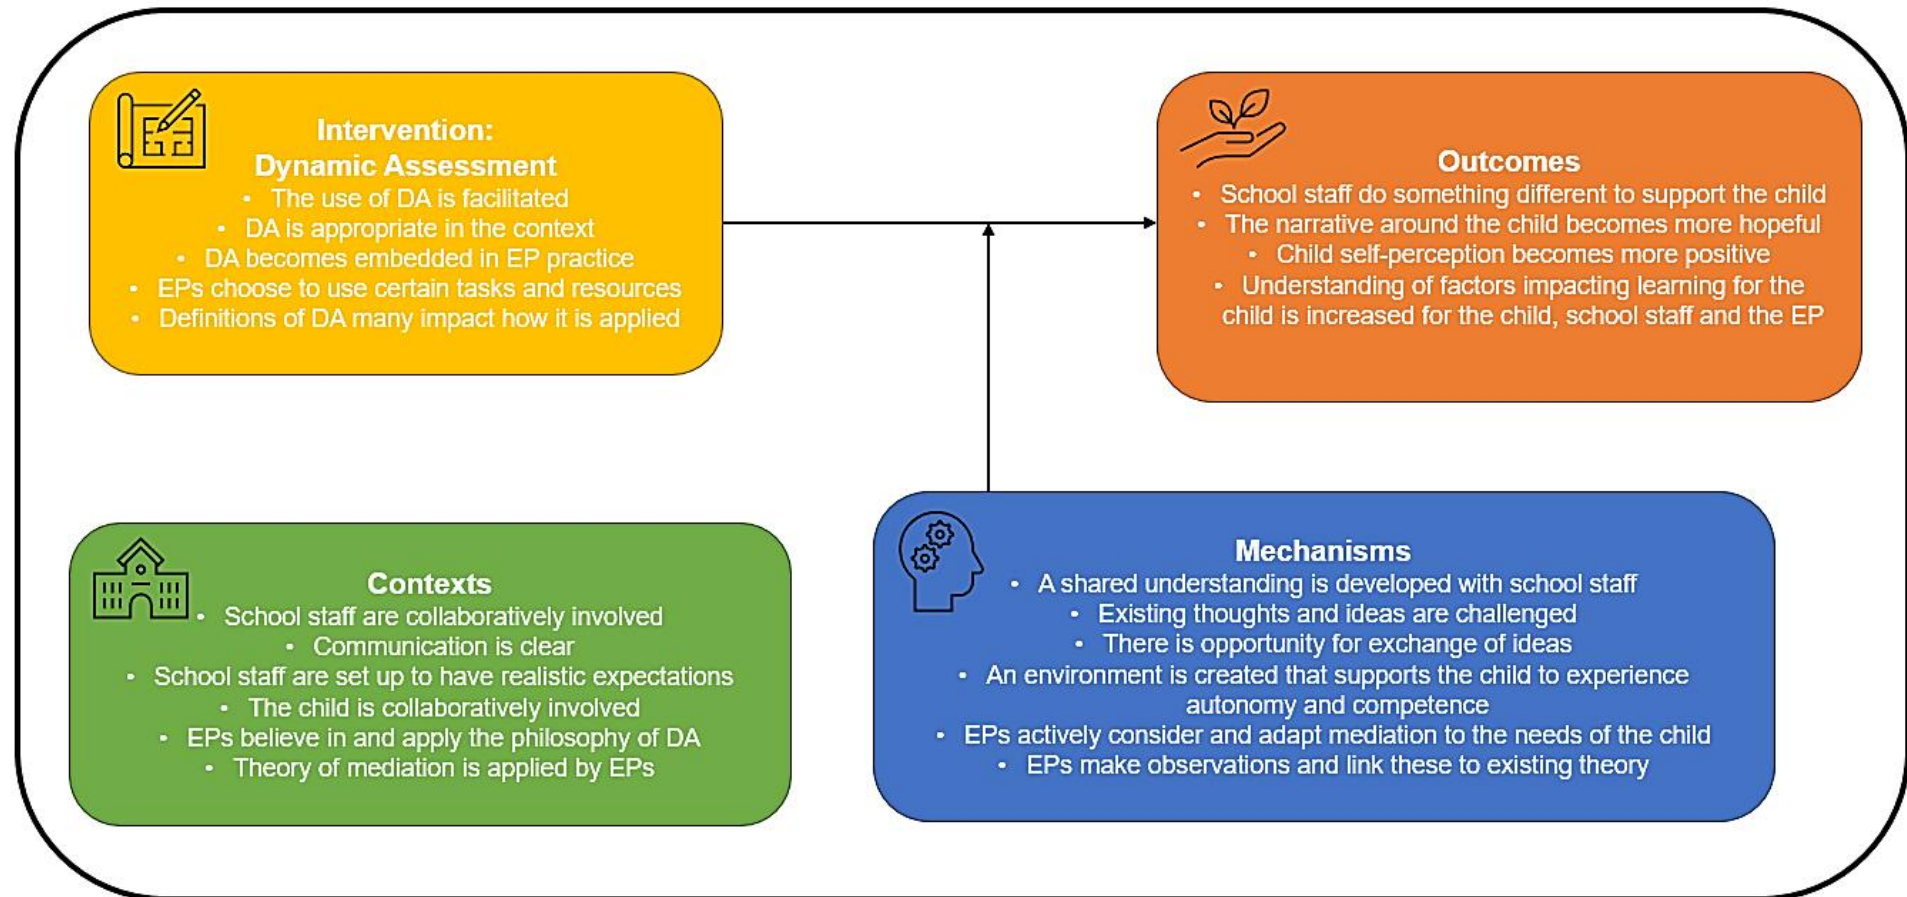 Intervention:
Dynamic Assessment
• The use of DA is facilitated
• DA is appropriate in the context
• DA becomes embedded in EP practice
• EPs choose to use certain tasks and resources
• Definitions of DA many impact how it is applied
Outcomes
• School staff do something different to support the child
• The narrative around the child becomes more hopeful
• Child self-perception becomes more positive
• Understanding of factors impacting learning for the
child is increased for the child, school staff and the EP
Contexts
• School staff are collaboratively involved
• Communication is clear
• School staff are set up to have realistic expectations
• The child is collaboratively involved
• EPs believe in and apply the philosophy of DA
• Theory of mediation is applied by EPs
Mechanisms
• A shared understanding is developed with school staff
• Existing thoughts and ideas are challenged
• There is opportunity for exchange of ideas
• An environment is created that supports the child to experience
autonomy and competence
• EPs actively consider and adapt mediation to the needs of the child
• EPs make observations and link these to existing theory